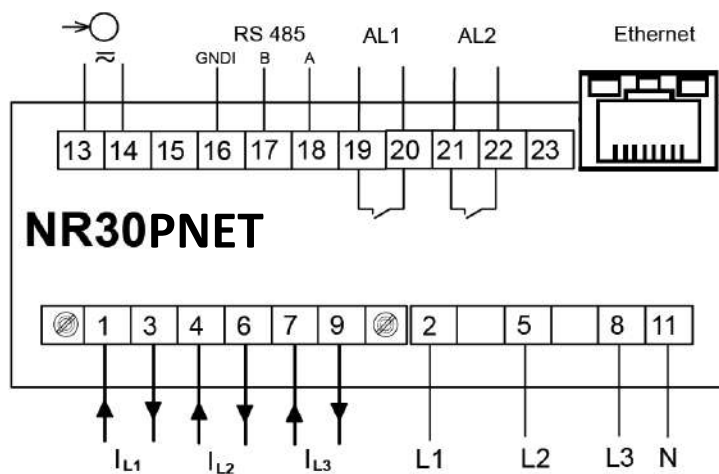 RS 485 AL1 AL2 Ethernet
GNDI B A
13 14 15 16 17 18 19 20 21 22 23
NR30PNET
1 3 4 6 7 9 2 5 8 11
IL1 IL2 IL3 L1 L2 L3 N